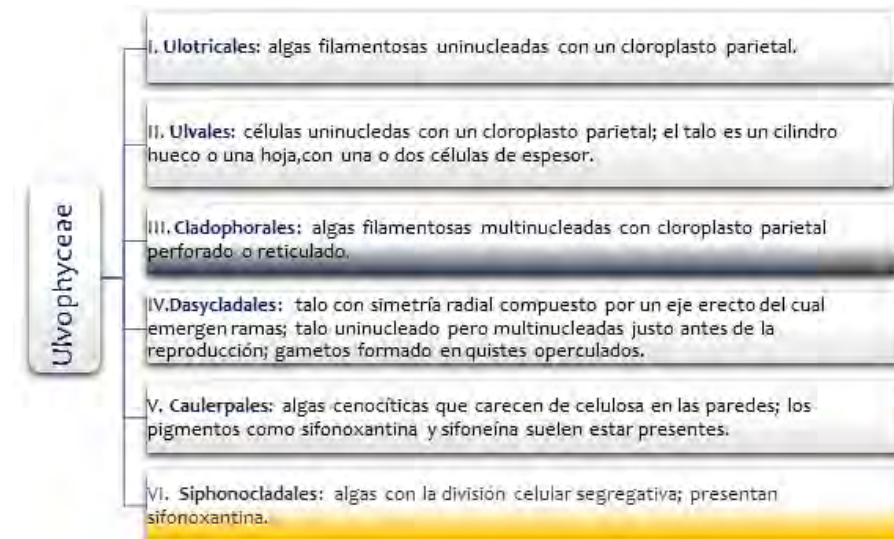 Ulvophyceae
I. Ulotricales: algas filamentosas uninucleadas con un cloroplasto parietal.
II. Ulvales: células uninucledas con un cloroplasto parietal; el talo es un cilindro
hueco o una hoja,con una o dos células de espesor.
III. Cladophorales: algas filamentosas multinucleadas con cloroplasto parietal
perforado o reticulado.
IV.Dasycladales: talo con simetría radial compuesto por un eje erecto del cual
emergen ramas; talo uninucleado pero multinucleadas justo antes de la
reproducción; gametos formado en quistes operculados.
V. Caulerpales: algas cenocíticas que carecen de celulosa en las paredes; los
pigmentos como sifonoxantina y sifoneína suelen estar presentes.
VI. Siphonocladales: algas con la división celular segregativa; presentan
sifonoxantina.